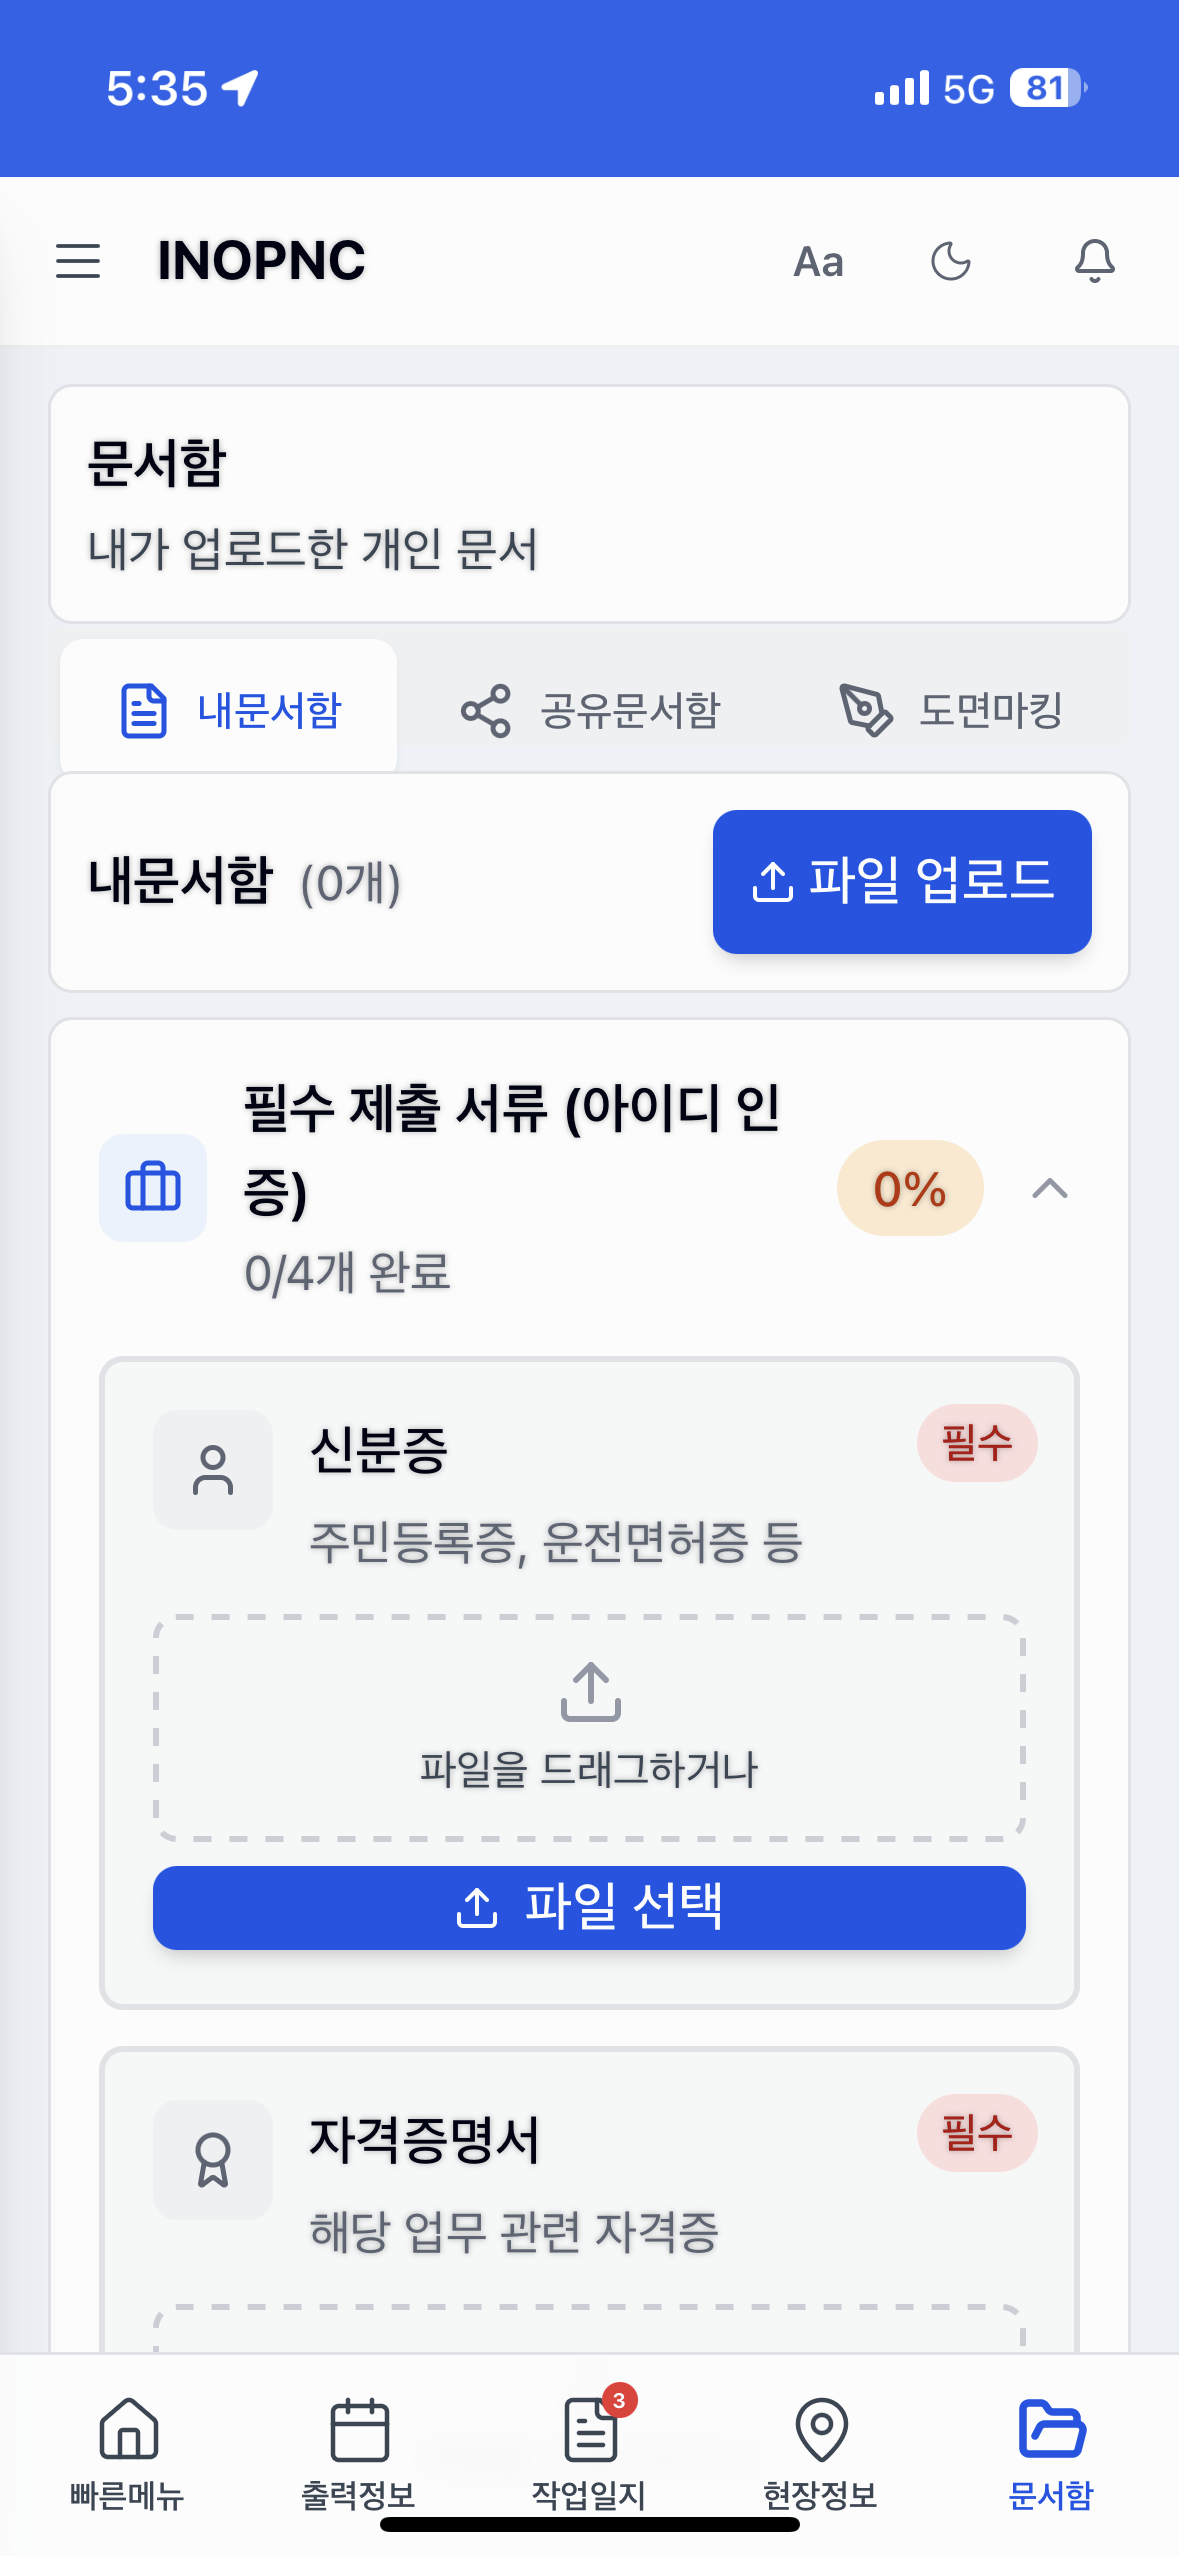 5:35 5G 81
INOPNC Aa
문서함
내가 업로드한 개인 문서
내문서함 공유문서함 도면마킹
내문서함 (0개) 파일 업로드
필수 제출 서류 (아이디 인
증)
0%
0/4개 완료
신분증 필수
주민등록증, 운전면허증 등
파일을 드래그하거나
파일 선택
자격증명서 필수
해당 업무 관련 자격증
3
빠른메뉴 출력정보 작업일지 현장정보 문서함